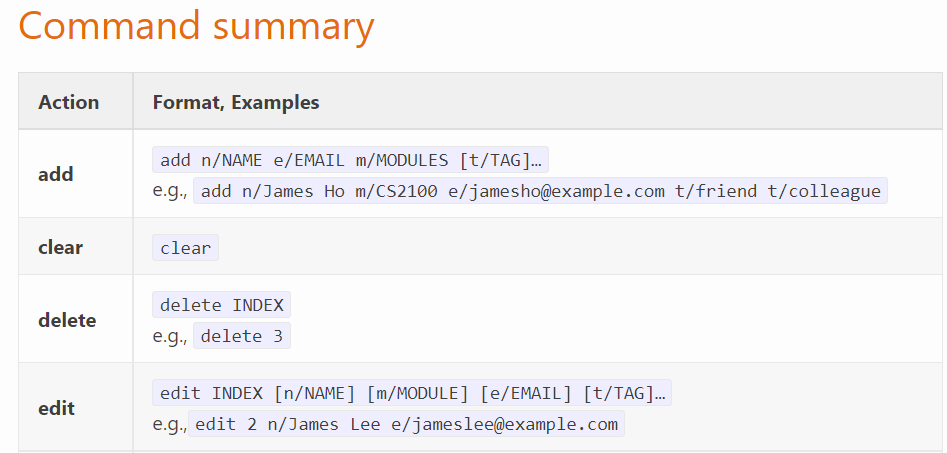 Command summary
Action Format, Examples
add add n/NAME e/EMAIL m/MODULES [t/TAG]…
e.g., add n/James Ho m/CS2100 e/jamesho@example.com t/friend t/colleague
clear clear
delete delete INDEX
e.g., delete 3
edit edit INDEX [n/NAME] [m/MODULE] [e/EMAIL] [t/TAG]…
e.g., edit 2 n/James Lee e/jameslee@example.com